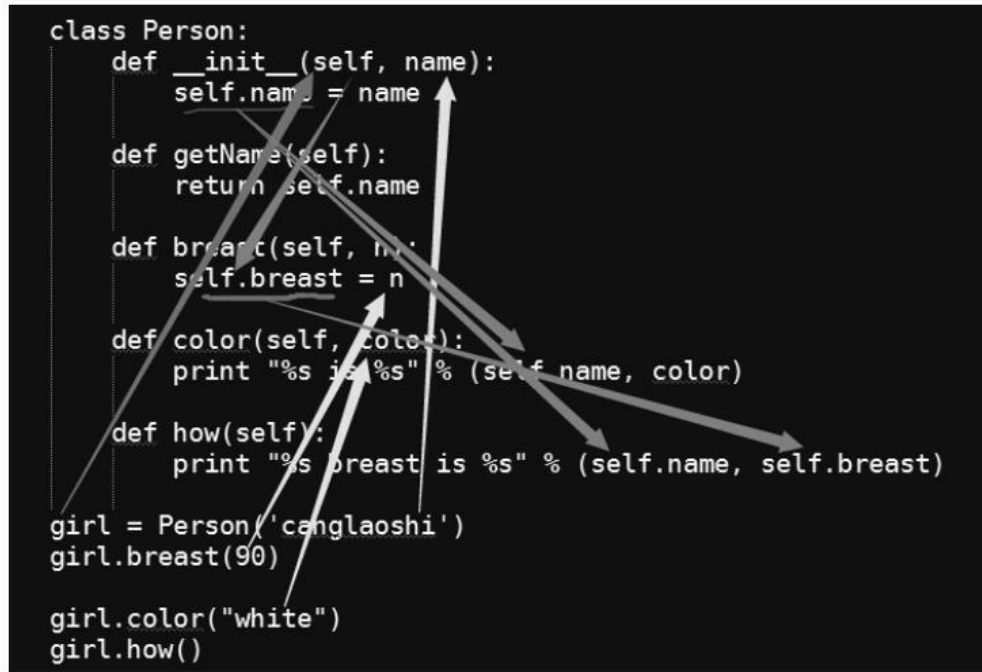 class Person:
def __init__(self, name):
self.name = name
def getName(self):
return self.name
def breast(self, n):
self.breast = n
def color(self, color):
print "%s is %s" % (self.name, color)
def how(self):
print "%s breast is %s" % (self.name, self.breast)
girl = Person('canglaoshi')
girl.breast(90)
girl.color("white")
girl.how()